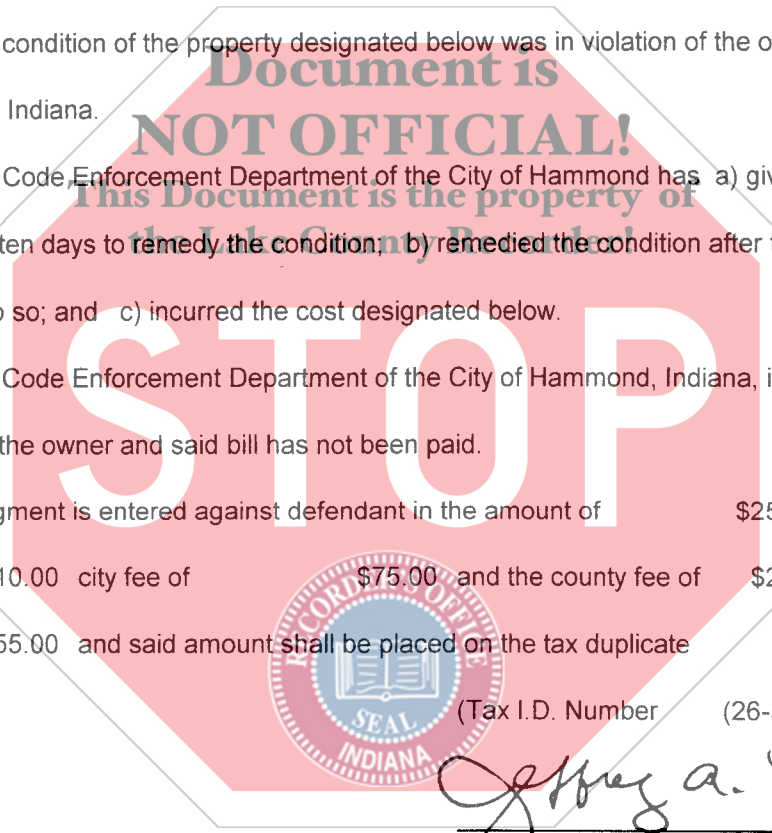 condition of the property designated below was in violation of the o
Document is
Indiana.
NOT OFFICIAL!
Code Enforcement Department of the City of Hammond has a) giv
This Document is the property of
ten days to remedy the condition; b) remedied the condition after
the Lake County Recorder!
so; and c) incurred the cost designated below.
STOP
Code Enforcement Department of the City of Hammond, Indiana, i
the owner and said bill has not been paid.
gment is entered against defendant in the amount of $25
10.00 city fee of $75.00 and the county fee of $2
RECORDER'S OFFICE
55.00 and said amount shall be placed on the tax duplicate
(Tax I.D. Number (26-
SEAL
INDIANA
Jeffrey A.